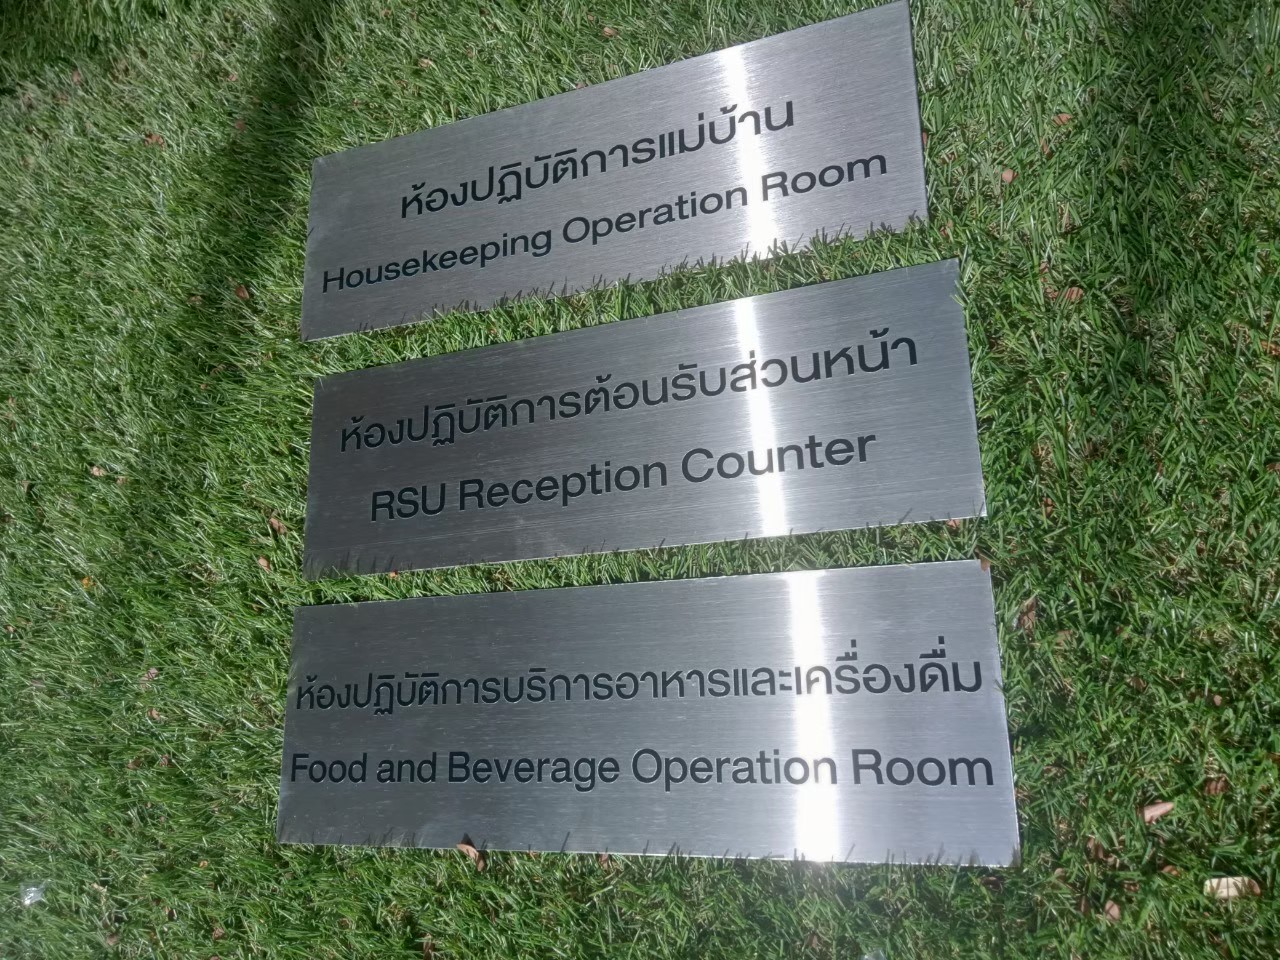 ห้องปฏิบัติการแม่บ้าน
Housekeeping Operation Room
ห้องปฏิบัติการต้อนรับส่วนหน้า
RSU Reception Counter
ห้องปฏิบัติการบริการอาหารและเครื่องดื่ม
Food and Beverage Operation Room